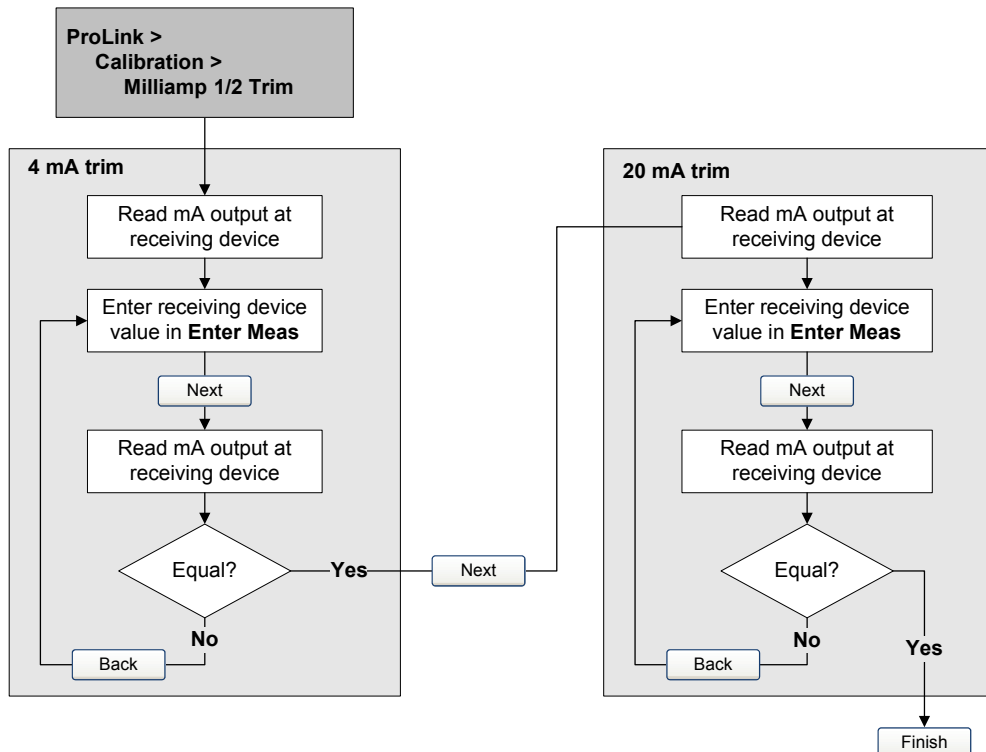 ProLink >
Calibration >
Milliamp 1/2 Trim
4 mA trim
Read mA output at
receiving device
Enter receiving device
value in Enter Meas
Next
Read mA output at
receiving device
Equal?
Yes
No
Back
Next
20 mA trim
Read mA output at
receiving device
Enter receiving device
value in Enter Meas
Next
Read mA output at
receiving device
Equal?
No
Back
Yes
Finish